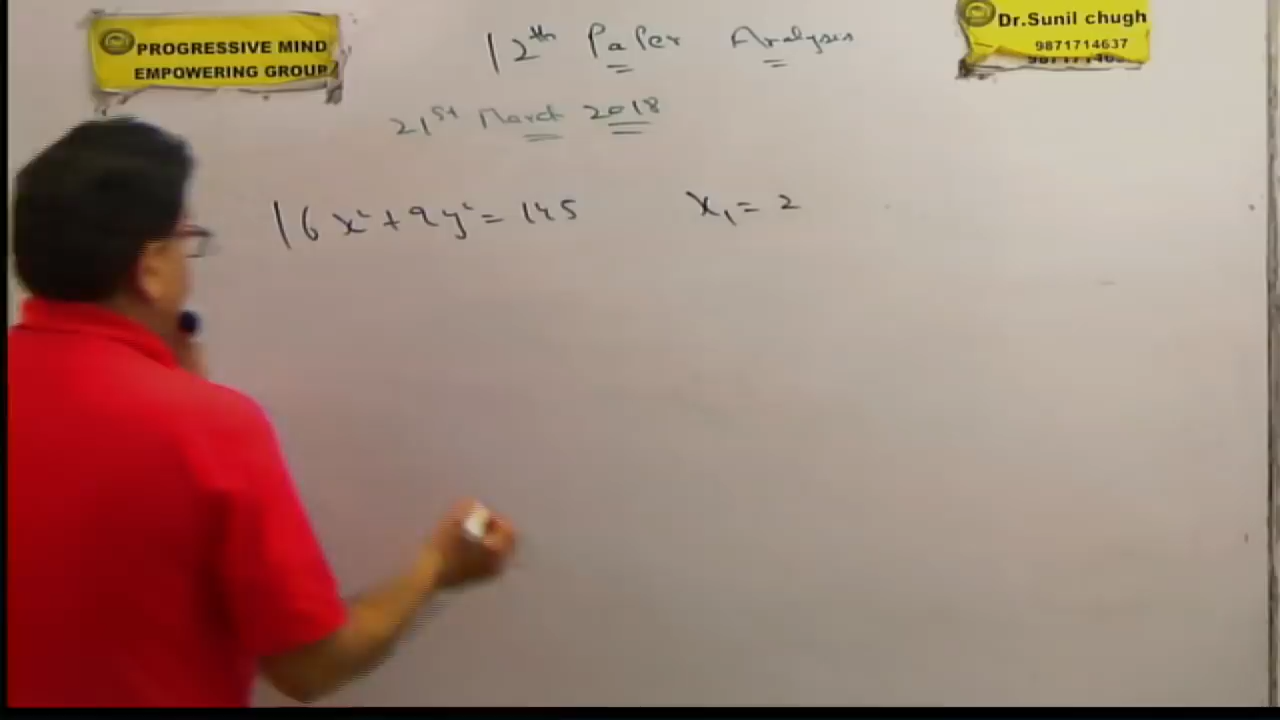 PROGRESSIVE MIND
EMPOWERING GROUP
Dr.Sunil chugh
9871714637
12th Paper Analysis
21st March 2018
16x² + 9y² = 145
x₁ = 2